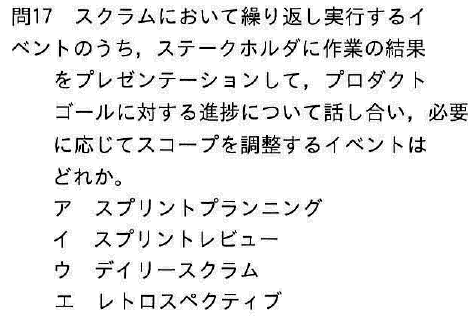 問17　スクラムにおいて繰り返し実行するイ
ベントのうち，ステークホルダに作業の結果
をプレゼンテーションして，プロダクト
ゴールに対する進捗について話し合い，必要
に応じてスコープを調整するイベントは
どれか。
ア　スプリントプランニング
イ　スプリントレビュー
ウ　デイリースクラム
エ　レトロスペクティブ